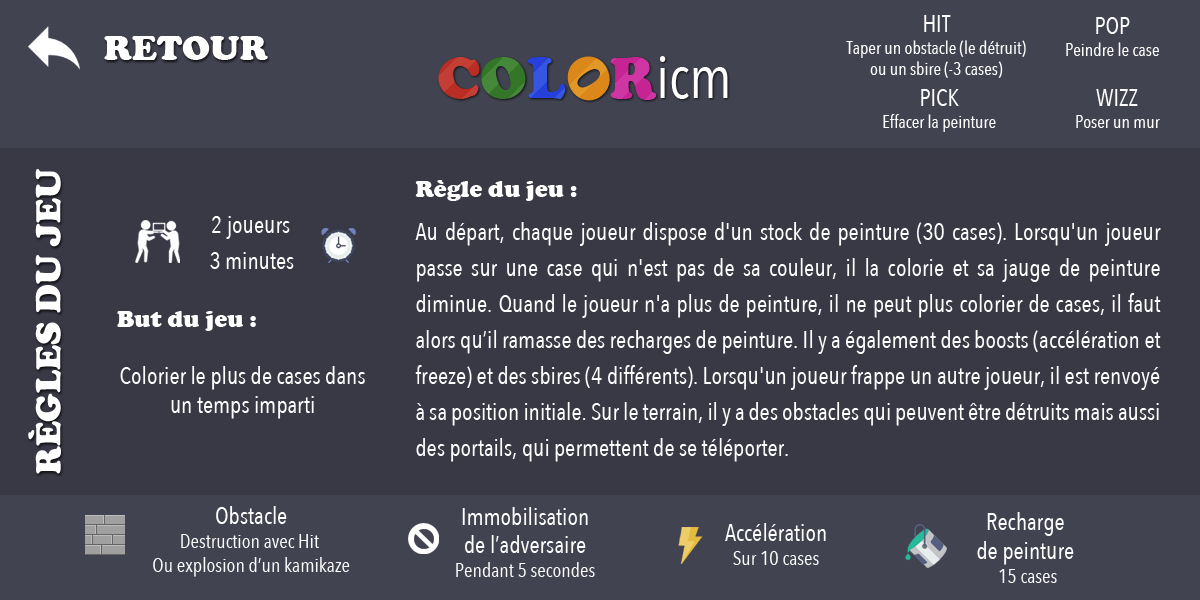 RETOUR
COLORicm
HIT
Taper un obstacle (le détruit)
ou un sbire (-3 cases)
POP
Peindre le case
PICK
Effacer la peinture
WIZZ
Poser un mur
RÈGLES DU JEU
2 joueurs
3 minutes
But du jeu :
Colorier le plus de cases dans
un temps imparti
Règle du jeu :
Au départ, chaque joueur dispose d'un stock de peinture (30 cases). Lorsqu'un joueur
passe sur une case qui n'est pas de sa couleur, il la colorie et sa jauge de peinture
diminue. Quand le joueur n'a plus de peinture, il ne peut plus colorier de cases, il faut
alors qu’il ramasse des recharges de peinture. Il y a également des boosts (accélération et
freeze) et des sbires (4 différents). Lorsqu'un joueur frappe un autre joueur, il est renvoyé
à sa position initiale. Sur le terrain, il y a des obstacles qui peuvent être détruits mais aussi
des portails, qui permettent de se téléporter.
Obstacle
Destruction avec Hit
Ou explosion d’un kamikaze
Immobilisation
de l’adversaire
Pendant 5 secondes
Accélération
Sur 10 cases
Recharge
de peinture
15 cases